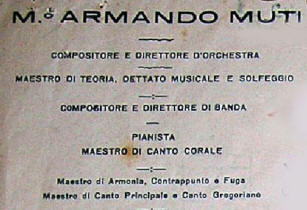 M.º ARMANDO MUTI
COMPOSITORE E DIRETTORE D'ORCHESTRA
MAESTRO DI TEORIA, DETTATO MUSICALE E SOLFEGGIO
COMPOSITORE E DIRETTORE DI BANDA
PIANISTA
MAESTRO DI CANTO CORALE
Maestro di Armonia, Contrappunto e Fuga
Maestro di Canto Principale e Canto Gregoriano